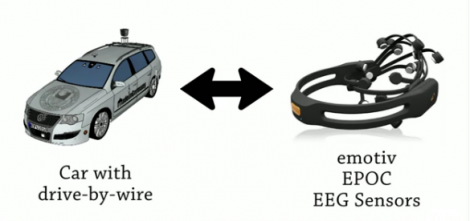 Car with
drive-by-wire
emotiv
EPOC
EEG Sensors